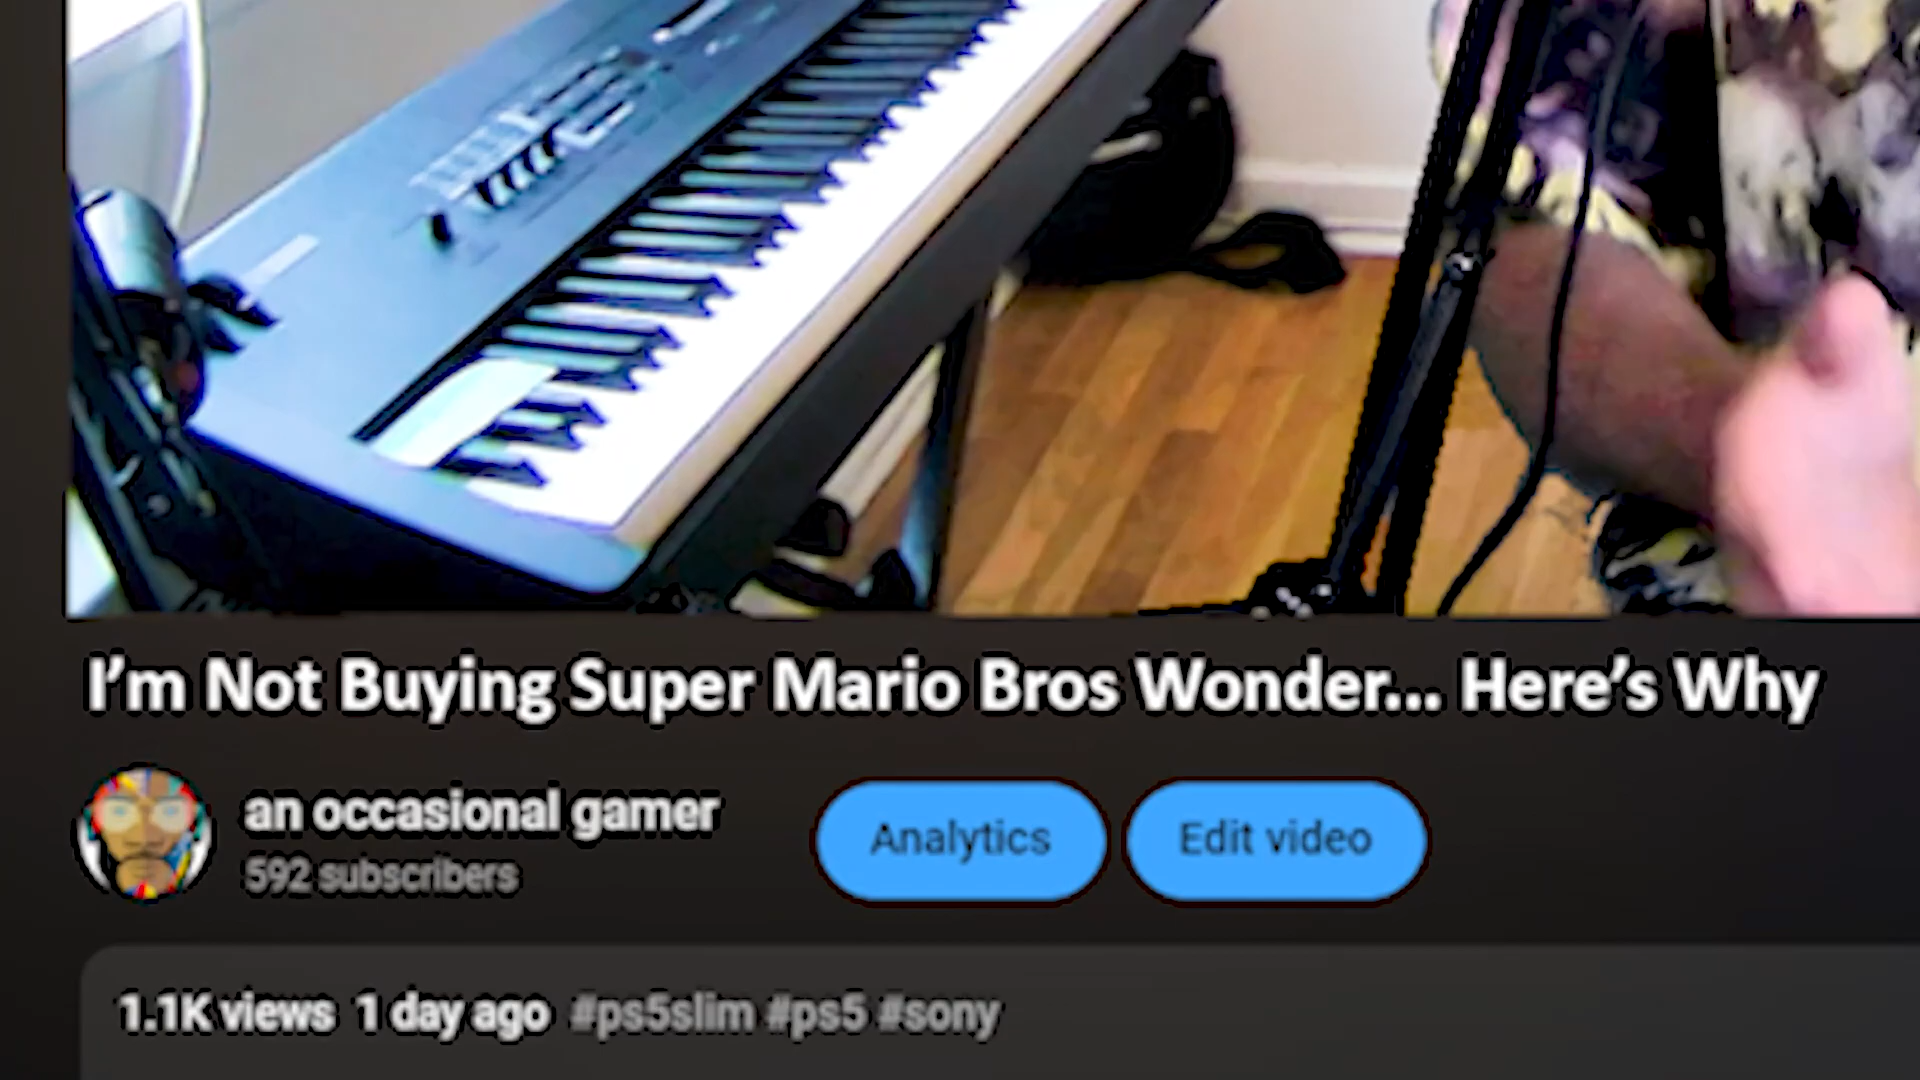 I’m Not Buying Super Mario Bros Wonder... Here’s Why
an occasional gamer
592 subscribers
Analytics
Edit video
1.1K views 1 day ago #ps5slim #ps5 #sony